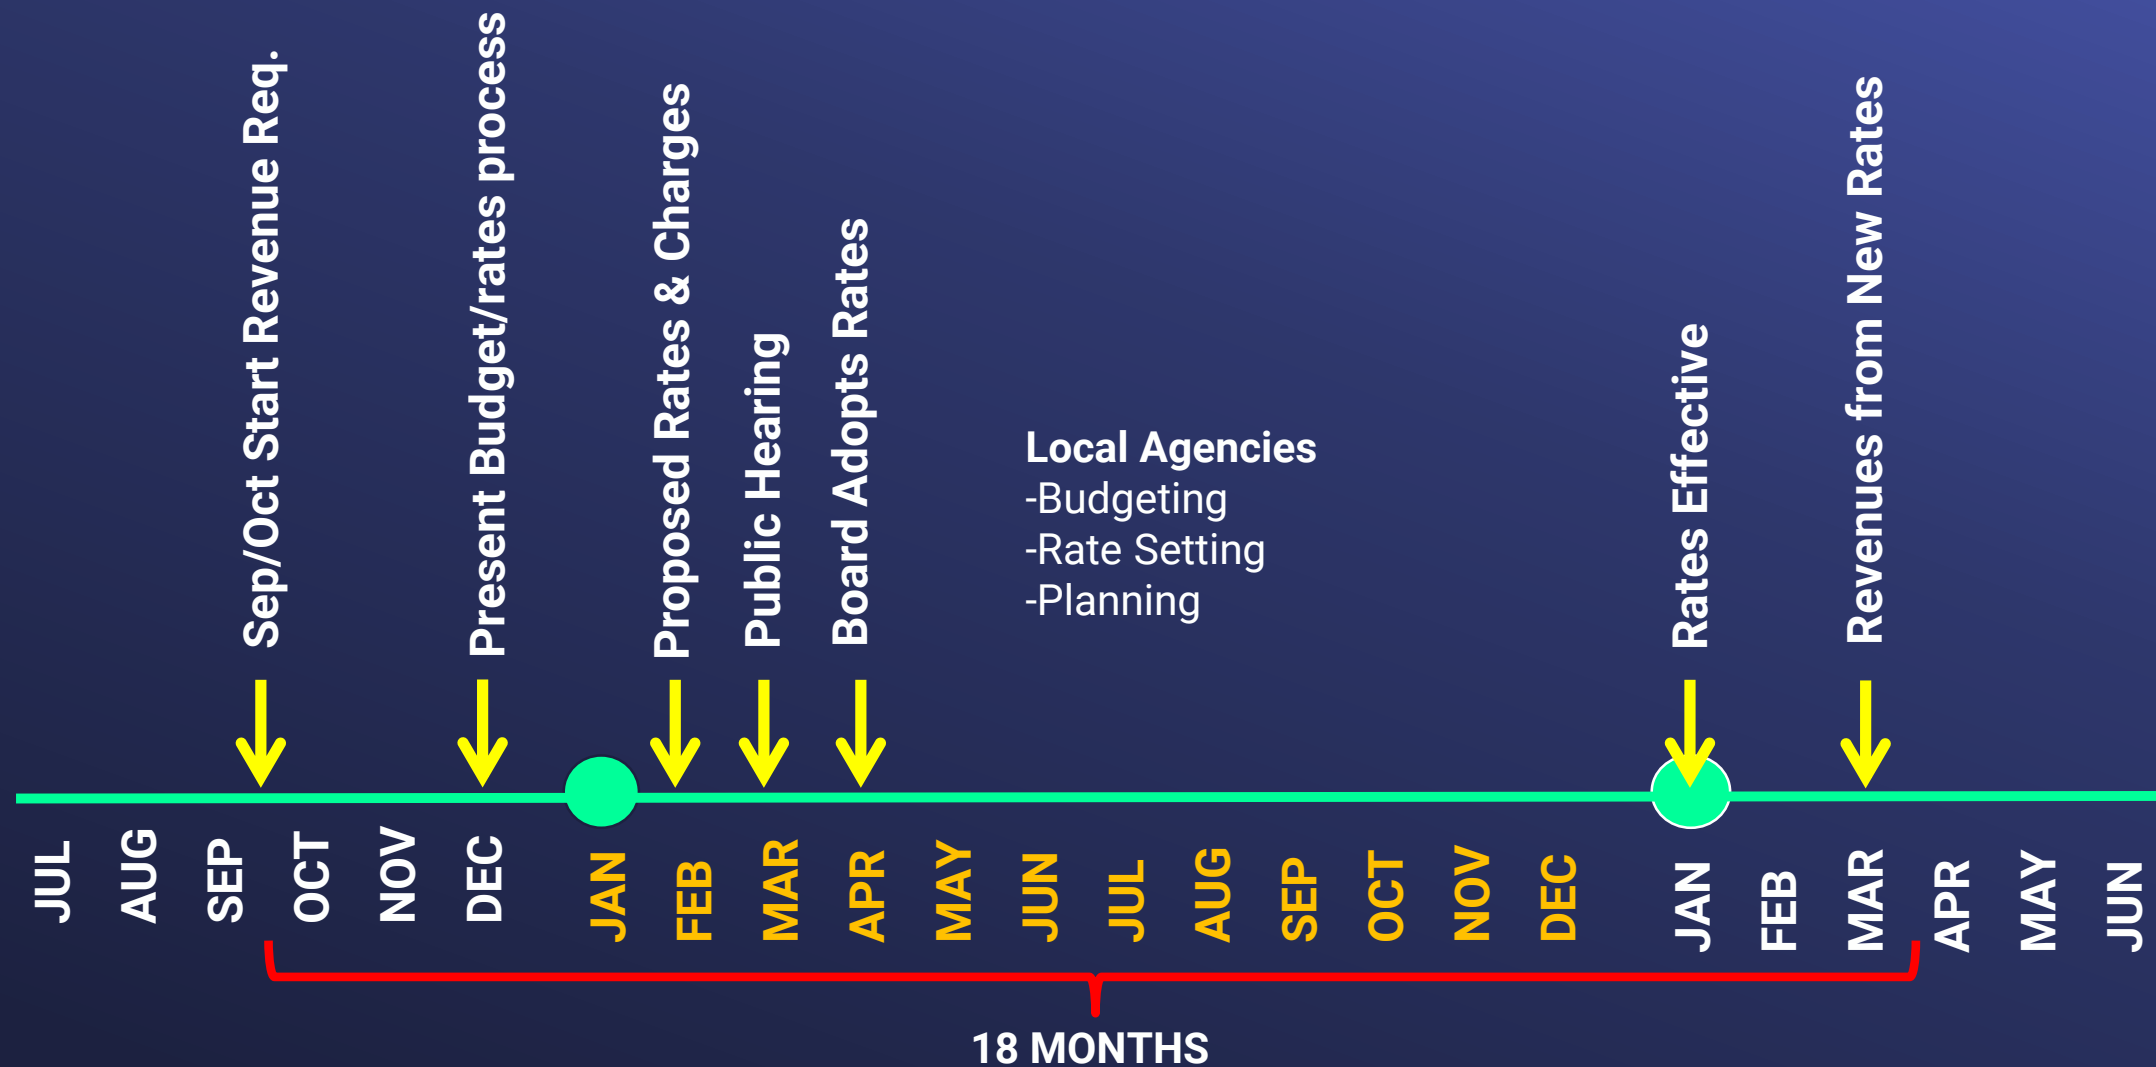 Sep/Oct Start Revenue Req.
Present Budget/rates process
Proposed Rates & Charges
Public Hearing
Board Adopts Rates
Local Agencies
-Budgeting
-Rate Setting
-Planning
Rates Effective
Revenues from New Rates
JUL
AUG
SEP
OCT
NOV
DEC
JAN
FEB
MAR
APR
MAY
JUN
JUL
AUG
SEP
OCT
NOV
DEC
JAN
FEB
MAR
APR
MAY
JUN
18 MONTHS